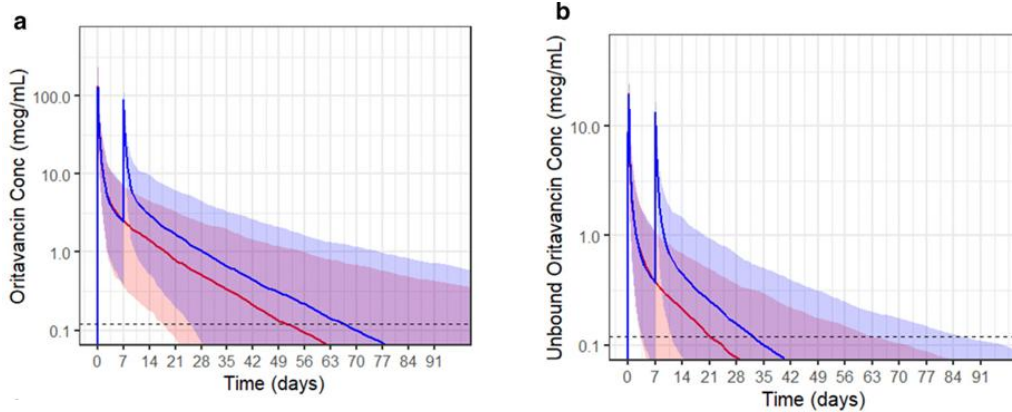 a
Oritavancin Conc (mcg/mL)
100.0
10.0
1.0
0.1
0 7 14 21 28 35 42 49 56 63 70 77 84 91
Time (days)
b
Unbound Oritavancin Conc (mcg/mL)
10.0
1.0
0.1
0 7 14 21 28 35 42 49 56 63 70 77 84 91
Time (days)